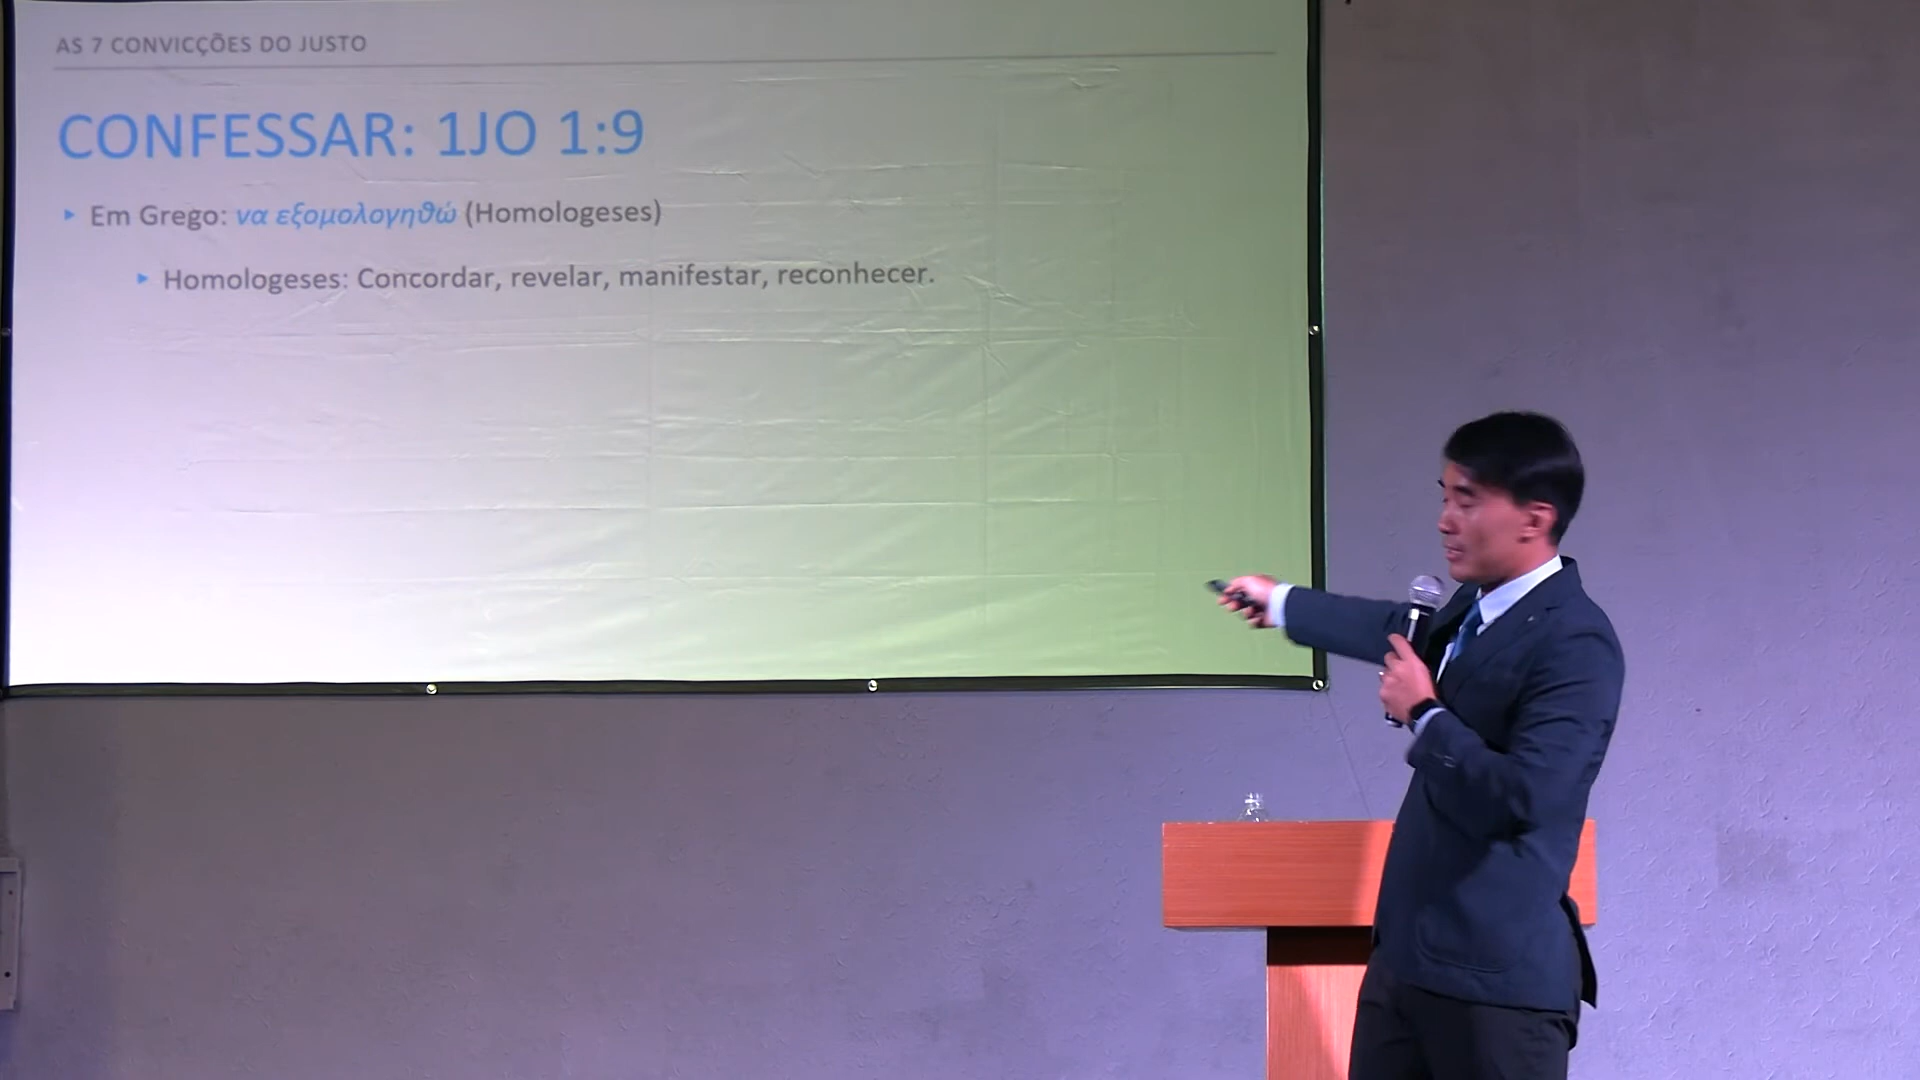 AS 7 CONVICÇÕES DO JUSTO
CONFESSAR: 1JO 1:9
Em Grego: να εξομολογηθώ (Homologeses)
Homologeses: Concordar, revelar, manifestar, reconhecer.